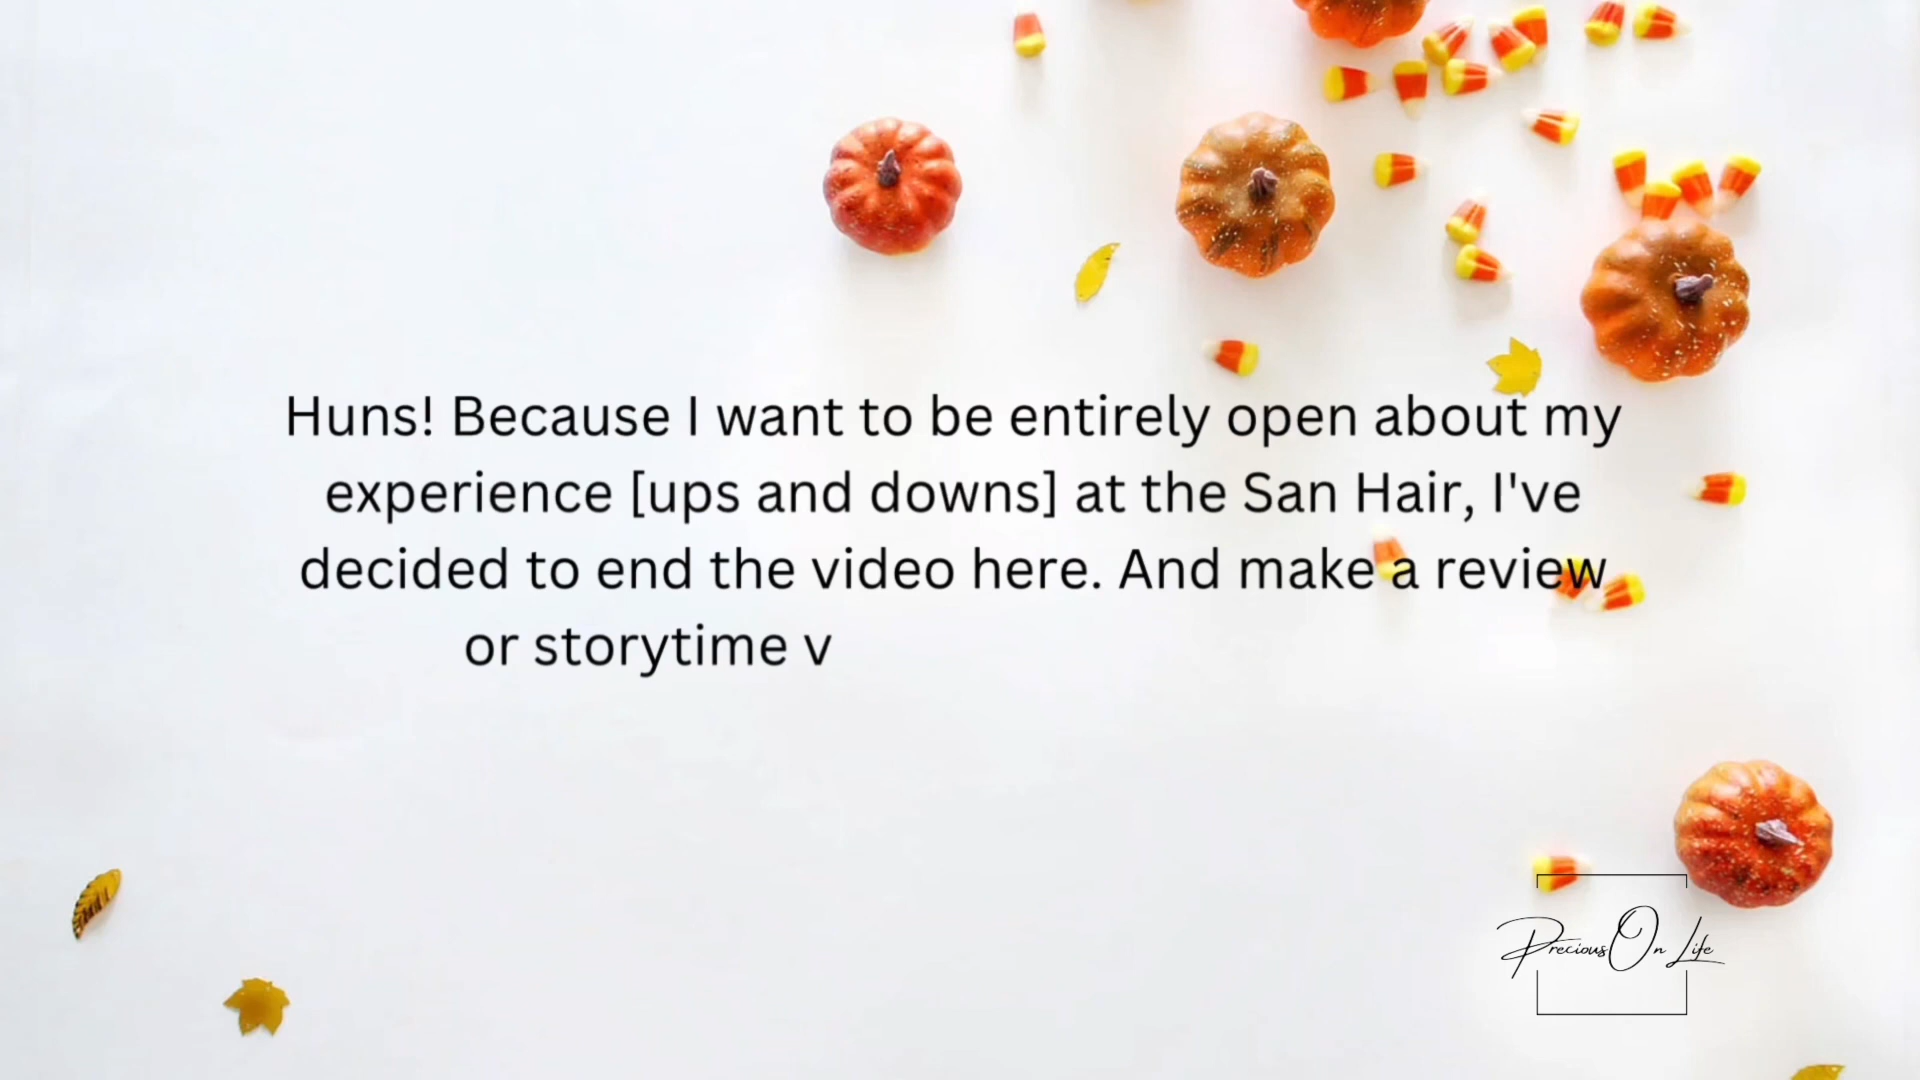 Huns! Because I want to be entirely open about my
experience [ups and downs] at the San Hair, I've
decided to end the video here. And make a review
or storytime v
Precious On Life